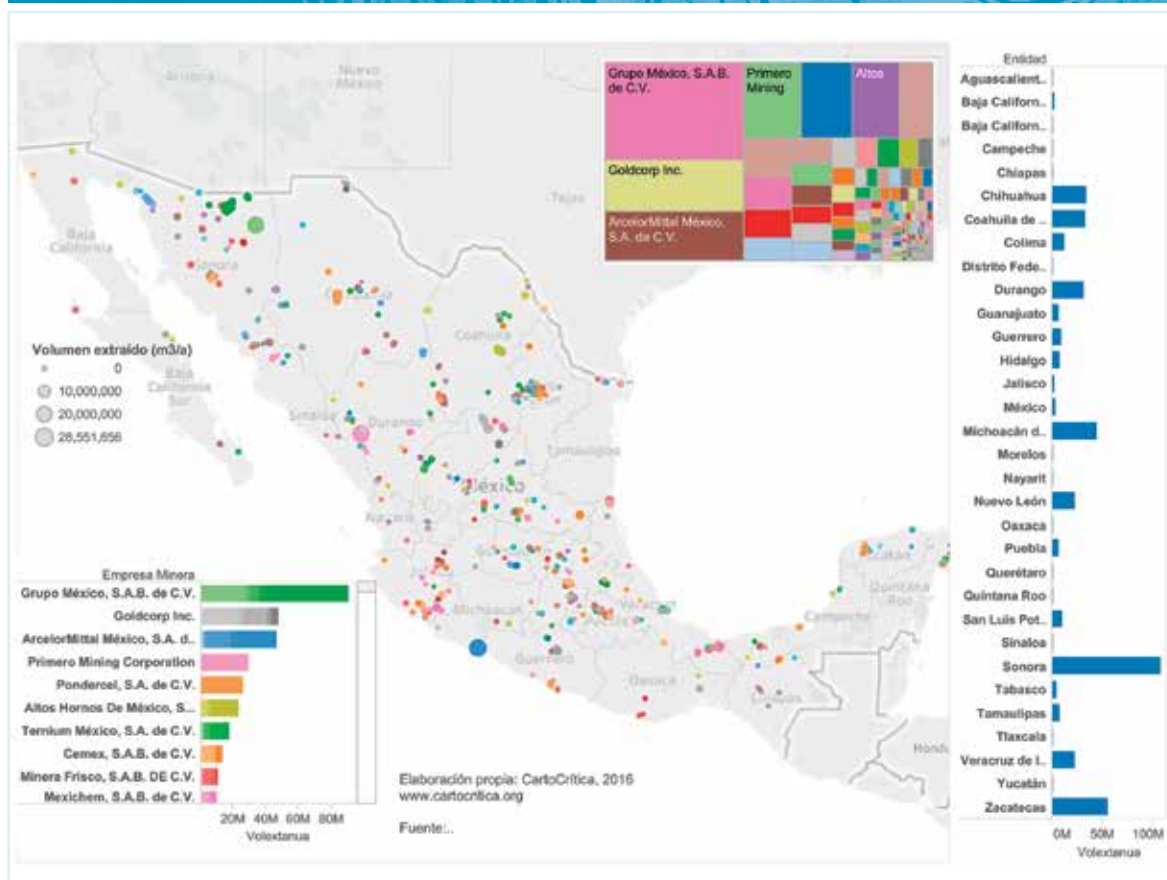 Arizona
Nuevo
México
Tejas
Baja
California
Sonora
Coahuila
Baja
California
Sur
Sinaloa
Durango
Tamaulipas
México
Nayarit
Michoacán
Guerrero
Oaxaca
Veracruz
Chiapas
Campeche
Quintana
Roo
Grupo México, S.A.B.
de C.V.
Primero
Mining
Altos
Goldcorp Inc.
ArcelorMittal México,
S.A. de C.V.
Volumen extraído (m3/a)
0
10,000,000
20,000,000
28,551,656
Empresa Minera
Grupo México, S.A.B. de C.V.
Goldcorp Inc.
ArcelorMittal México, S.A. d..
Primero Mining Corporation
Pondercel, S.A. de C.V.
Altos Hornos De México, S...
Ternium México, S.A. de C.V.
Cemex, S.A.B. de C.V.
Minera Frisco, S.A.B. DE C.V.
Mexichem, S.A.B. de C.V.
20M 40M 60M 80M
Volextanua
Elaboración propia: CartoCrítica, 2016
www.cartocritica.org
Fuente:..
Entidad
Aguascalient..
Baja Californ..
Baja Californ..
Campeche
Chiapas
Chihuahua
Coahuila de ..
Colima
Distrito Fede..
Durango
Guanajuato
Guerrero
Hidalgo
Jalisco
México
Michoacán d..
Morelos
Nayarit
Nuevo León
Oaxaca
Puebla
Querétaro
Quintana Roo
San Luis Pot..
Sinaloa
Sonora
Tabasco
Tamaulipas
Tlaxcala
Veracruz de I..
Yucatán
Zacatecas
0M 50M 100M
Volextanua